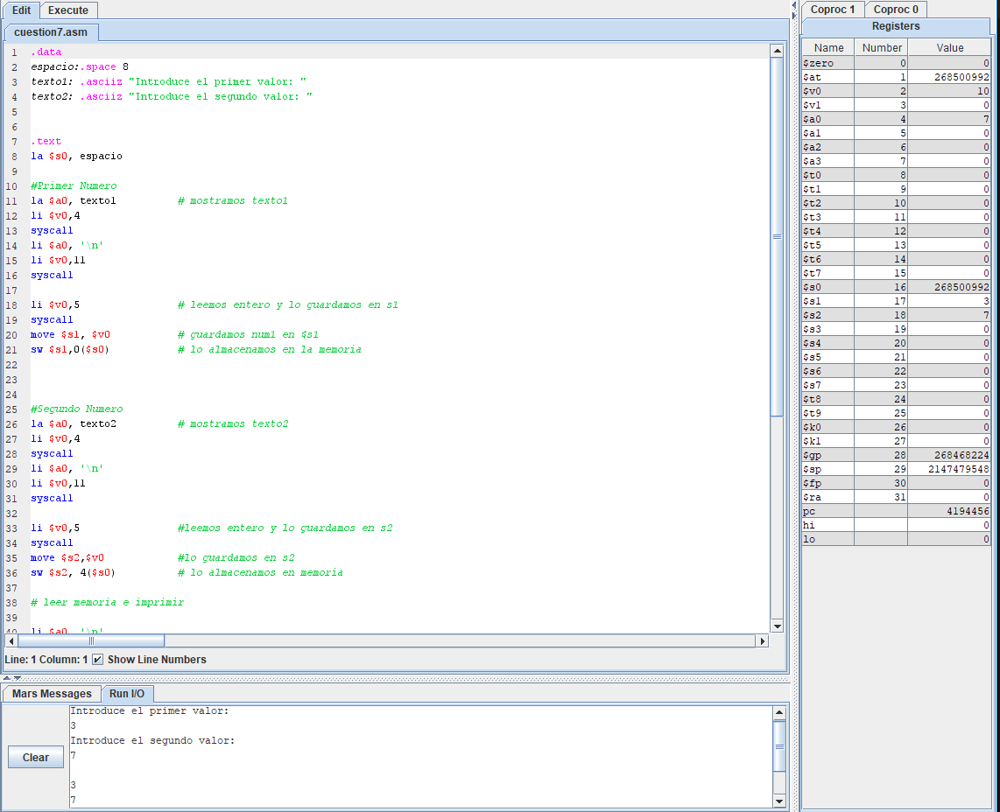 Edit Execute
cuestion7.asm
1 .data
2 espacio:.space 8
3 texto1: .asciiz "Introduce el primer valor: "
4 texto2: .asciiz "Introduce el segundo valor: "
5
6
7 .text
8 la $s0, espacio
9
10 #Primer Numero
11 la $a0, texto1 # mostramos texto1
12 li $v0,4
13 syscall
14 li $a0, '\n'
15 li $v0,11
16 syscall
17
18 li $v0,5 # leemos entero y lo guardamos en s1
19 syscall
20 move $s1, $v0 # guardamos num1 en $s1
21 sw $s1,0($s0) # lo almacenamos en la memoria
22
23
24
25 #Segundo Numero
26 la $a0, texto2 # mostramos texto2
27 li $v0,4
28 syscall
29 li $a0, '\n'
30 li $v0,11
31 syscall
32
33 li $v0,5 #leemos entero y lo guardamos en s2
34 syscall
35 move $s2,$v0 #lo guardamos en s2
36 sw $s2, 4($s0) # lo almacenamos en memoria
37
38 # leer memoria e imprimir
39
40 li $a0, '\n'
Line: 1 Column: 1 Show Line Numbers
Mars Messages Run I/O
Clear
Introduce el primer valor:
3
Introduce el segundo valor:
7
3
7
Coproc 1 Coproc 0
Registers
Name Number Value
$zero 0 0
$at 1 268500992
$v0 2 10
$v1 3 0
$a0 4 7
$a1 5 0
$a2 6 0
$a3 7 0
$t0 8 0
$t1 9 0
$t2 10 0
$t3 11 0
$t4 12 0
$t5 13 0
$t6 14 0
$t7 15 0
$s0 16 268500992
$s1 17 3
$s2 18 7
$s3 19 0
$s4 20 0
$s5 21 0
$s6 22 0
$s7 23 0
$t8 24 0
$t9 25 0
$k0 26 0
$k1 27 0
$gp 28 268468224
$sp 29 2147479548
$fp 30 0
$ra 31 0
pc 4194456
hi 0
lo 0